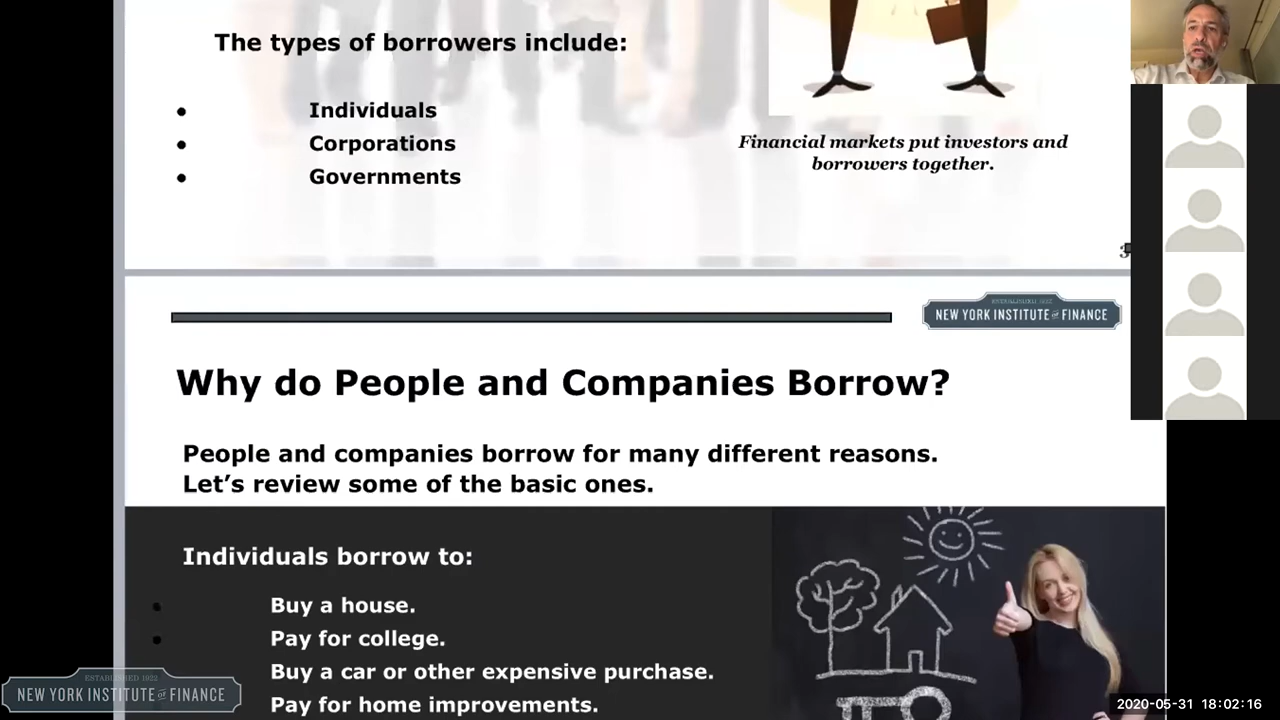 The types of borrowers include:
Individuals
Corporations
Governments
Financial markets put investors and
borrowers together.
NEW YORK INSTITUTE of FINANCE
Why do People and Companies Borrow?
People and companies borrow for many different reasons.
Let’s review some of the basic ones.
Individuals borrow to:
Buy a house.
Pay for college.
Buy a car or other expensive purchase.
Pay for home improvements.
ESTABLISHED 1922
NEW YORK INSTITUTE of FINANCE
2020-05-31 18:02:16